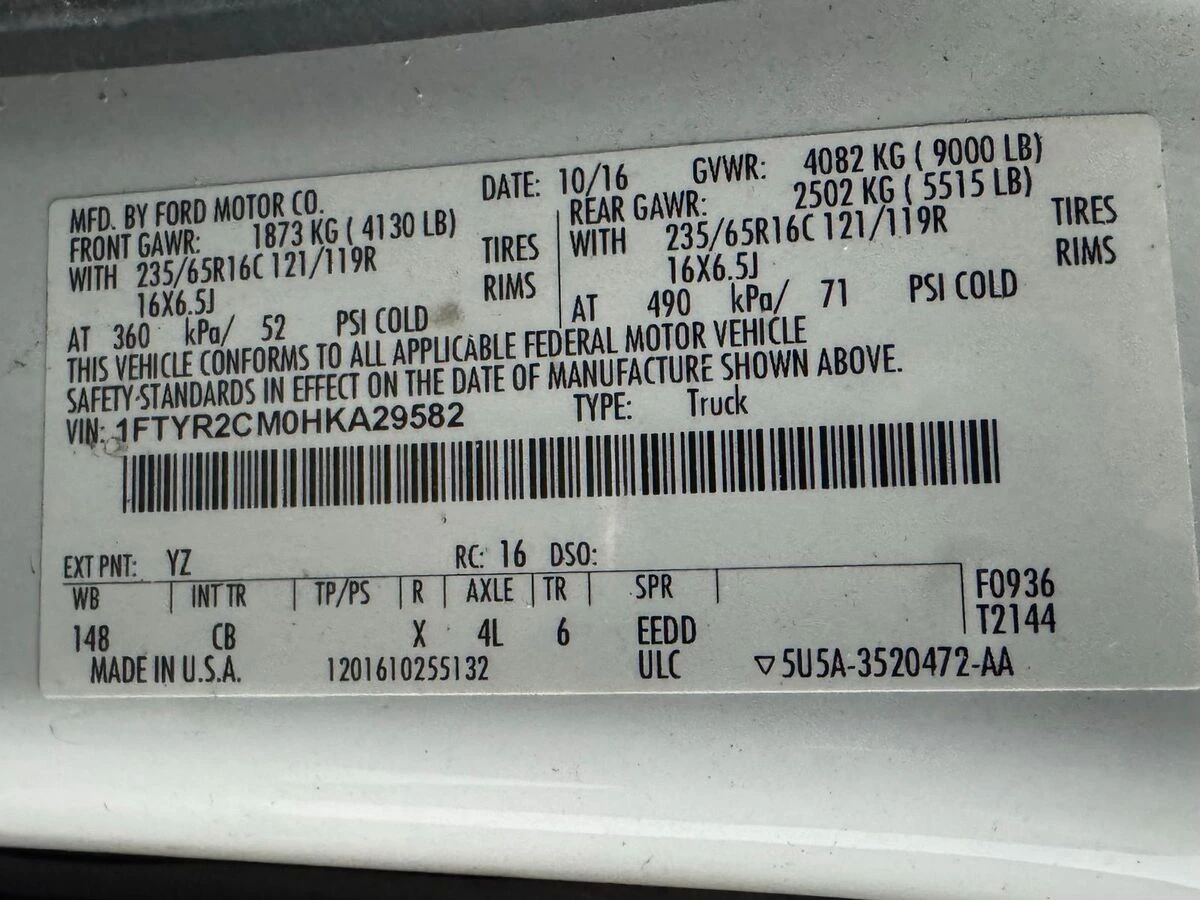 MFD. BY FORD MOTOR CO. DATE: 10/16 GVWR: 4082 KG ( 9000 LB)
FRONT GAWR: 1873 KG ( 4130 LB) REAR GAWR: 2502 KG ( 5515 LB)
WITH 235/65R16C 121/119R TIRES WITH 235/65R16C 121/119R TIRES
16X6.5J RIMS 16X6.5J RIMS
AT 360 kPa/ 52 PSI COLD AT 490 kPa/ 71 PSI COLD
THIS VEHICLE CONFORMS TO ALL APPLICABLE FEDERAL MOTOR VEHICLE
SAFETY-STANDARDS IN EFFECT ON THE DATE OF MANUFACTURE SHOWN ABOVE.
VIN: 1FTYR2CM0HKA29582 TYPE: Truck
EXT PNT: YZ RC: 16 DSO:
WB INT TR TP/PS R AXLE TR SPR F0936
148 CB X 4L 6 EEDD T2144
MADE IN U.S.A. 1201610255132 ULC ▽5U5A-3520472-AA